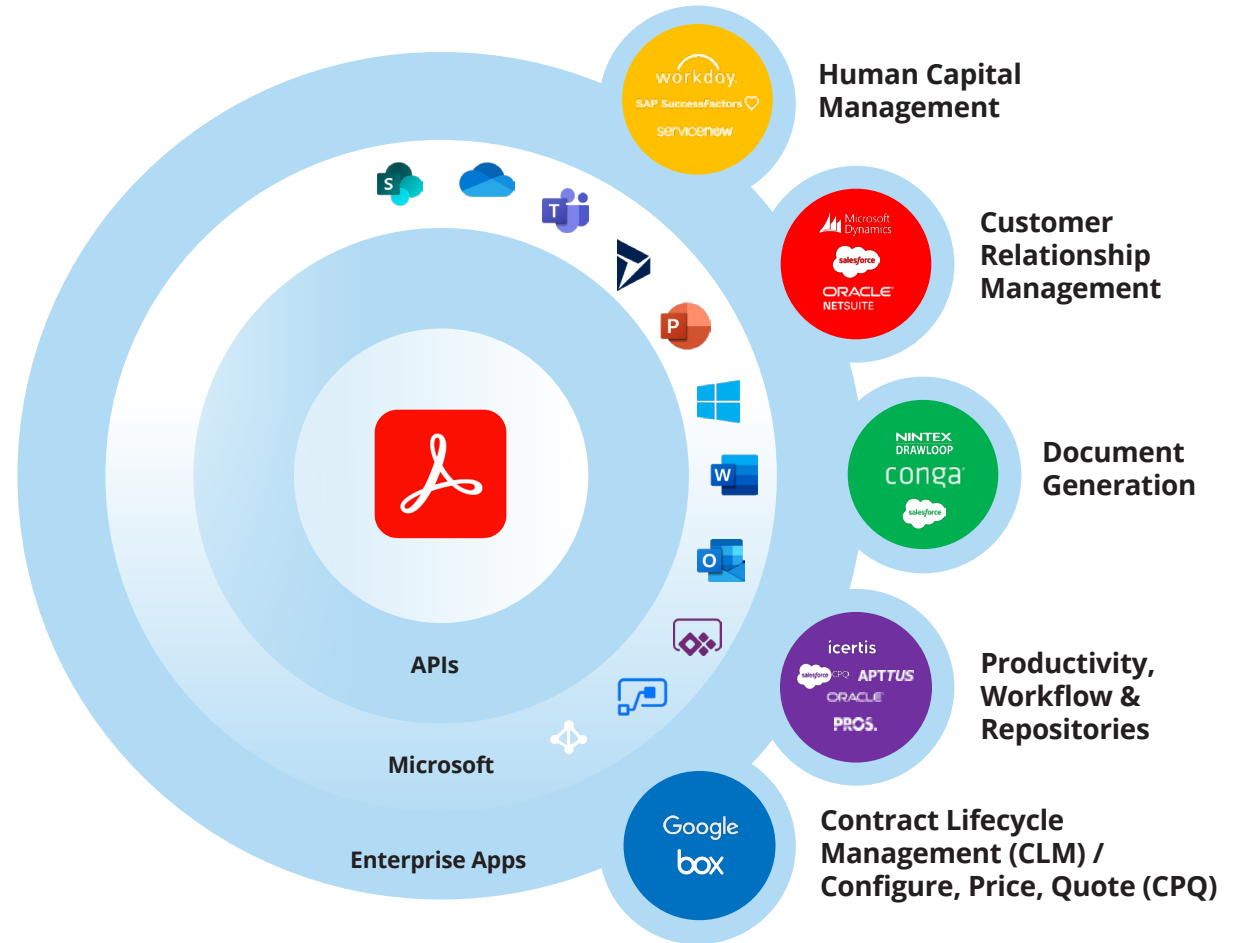 workday.
SAP SuccessFactors
servicenow
Human Capital
Management
S
T
P
W
O
Microsoft
Dynamics
salesforce
ORACLE
NETSUITE
Customer
Relationship
Management
NINTEX
DRAWLOOP
conga
salesforce
Document
Generation
icertis
salesforce CPQ APTTUS
ORACLE
PROS.
Productivity,
Workflow &
Repositories
Google
box
Contract Lifecycle
Management (CLM) /
Configure, Price, Quote (CPQ)
APIs
Microsoft
Enterprise Apps